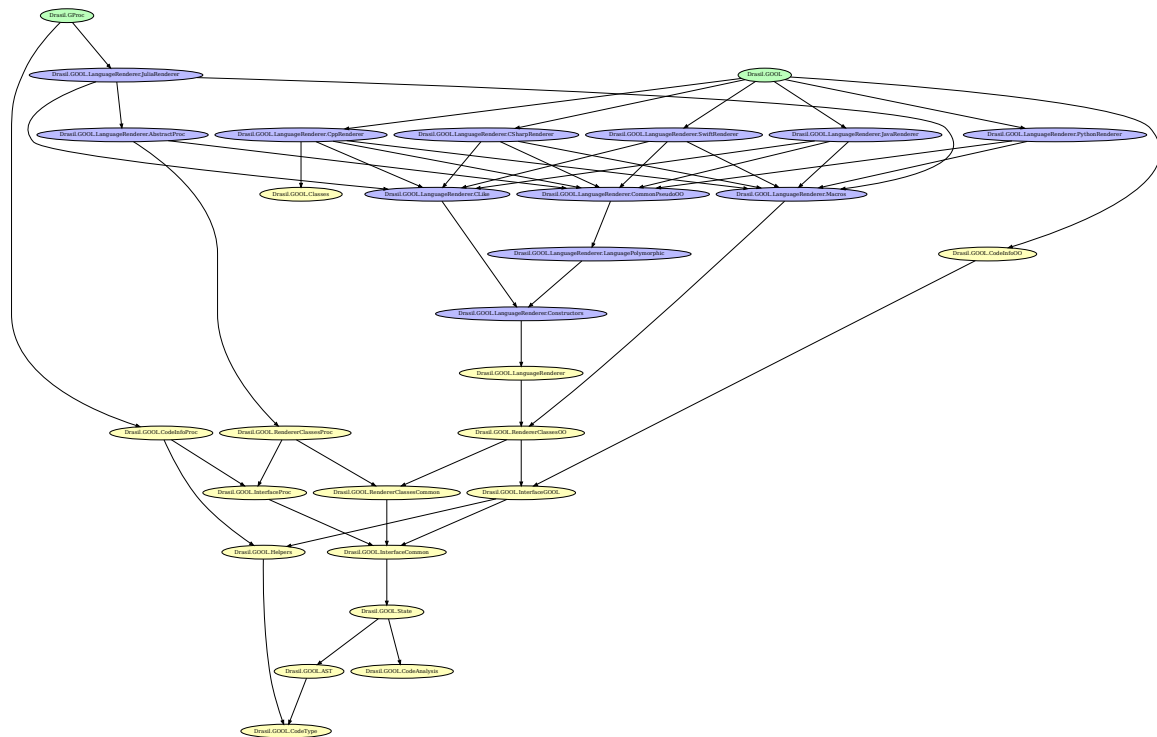 Drasil.GProc
Drasil.GOOL.LanguageRenderer.JuliaRenderer
Drasil.GOOL
Drasil.GOOL.LanguageRenderer.AbstractProc
Drasil.GOOL.LanguageRenderer.CppRenderer
Drasil.GOOL.LanguageRenderer.CSharpRenderer
Drasil.GOOL.LanguageRenderer.SwiftRenderer
Drasil.GOOL.LanguageRenderer.JavaRenderer
Drasil.GOOL.LanguageRenderer.PythonRenderer
Drasil.GOOL.Classes
Drasil.GOOL.LanguageRenderer.CLike
Drasil.GOOL.LanguageRenderer.CommonPseudoOO
Drasil.GOOL.LanguageRenderer.Macros
Drasil.GOOL.LanguageRenderer.LanguagePolymorphic
Drasil.GOOL.CodeInfoOO
Drasil.GOOL.LanguageRenderer.Constructors
Drasil.GOOL.LanguageRenderer
Drasil.GOOL.CodeInfoProc
Drasil.GOOL.RendererClassesProc
Drasil.GOOL.RendererClassesOO
Drasil.GOOL.InterfaceProc
Drasil.GOOL.RendererClassesCommon
Drasil.GOOL.InterfaceGOOL
Drasil.GOOL.Helpers
Drasil.GOOL.InterfaceCommon
Drasil.GOOL.State
Drasil.GOOL.AST
Drasil.GOOL.CodeAnalysis
Drasil.GOOL.CodeType